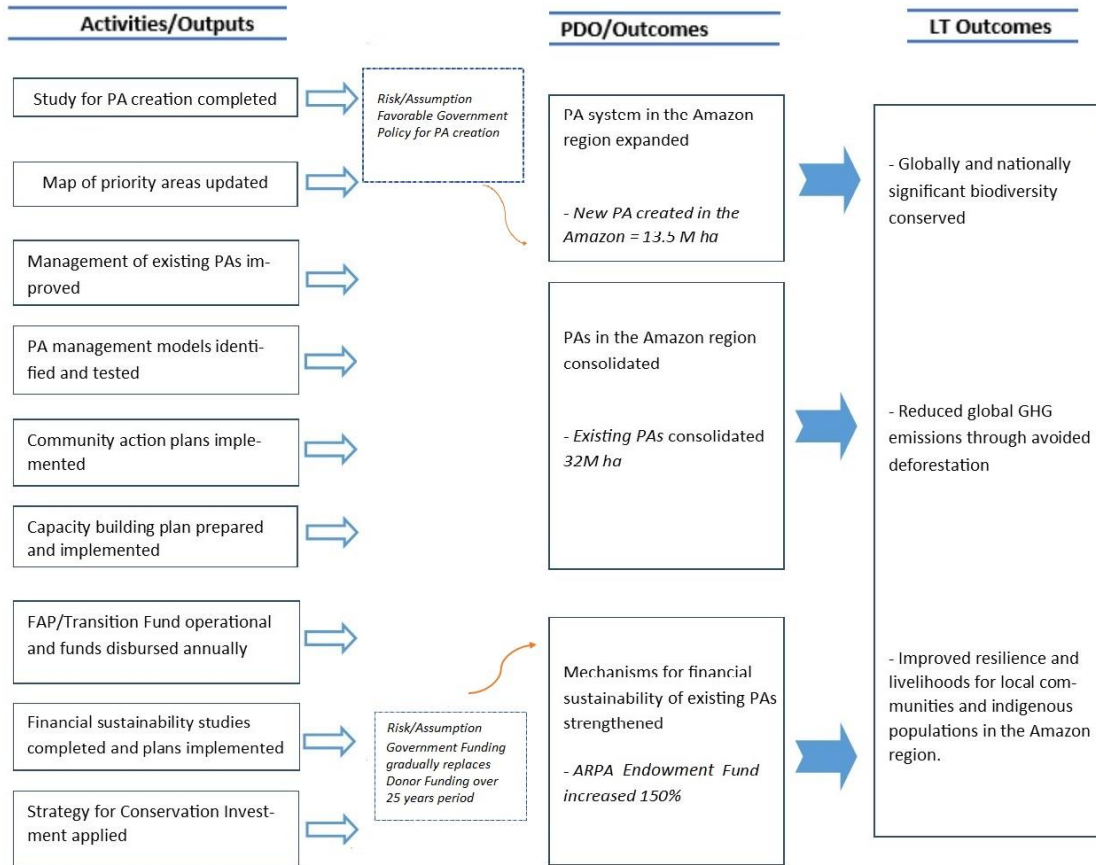 Activities/Outputs
PDO/Outcomes
LT Outcomes
Study for PA creation completed
Map of priority areas updated
Management of existing PAs im-
proved
PA management models identi-
fied and tested
Community action plans imple-
mented
Capacity building plan prepared
and implemented
FAP/Transition Fund operational
and funds disbursed annually
Financial sustainability studies
completed and plans implemented
Strategy for Conservation Invest-
ment applied
Risk/Assumption
Favorable Government
Policy for PA creation
Risk/Assumption
Government Funding
gradually replaces
Donor Funding over
25 years period
PA system in the Amazon
region expanded
- New PA created in the
Amazon = 13.5 M ha
PAs in the Amazon region
consolidated
- Existing PAs consolidated
32M ha
Mechanisms for financial
sustainability of existing PAs
strengthened
- ARPA Endowment Fund
increased 150%
- Globally and nationally
significant biodiversity
conserved
- Reduced global GHG
emissions through avoided
deforestation
- Improved resilience and
livelihoods for local com-
munities and indigenous
populations in the Amazon
region.